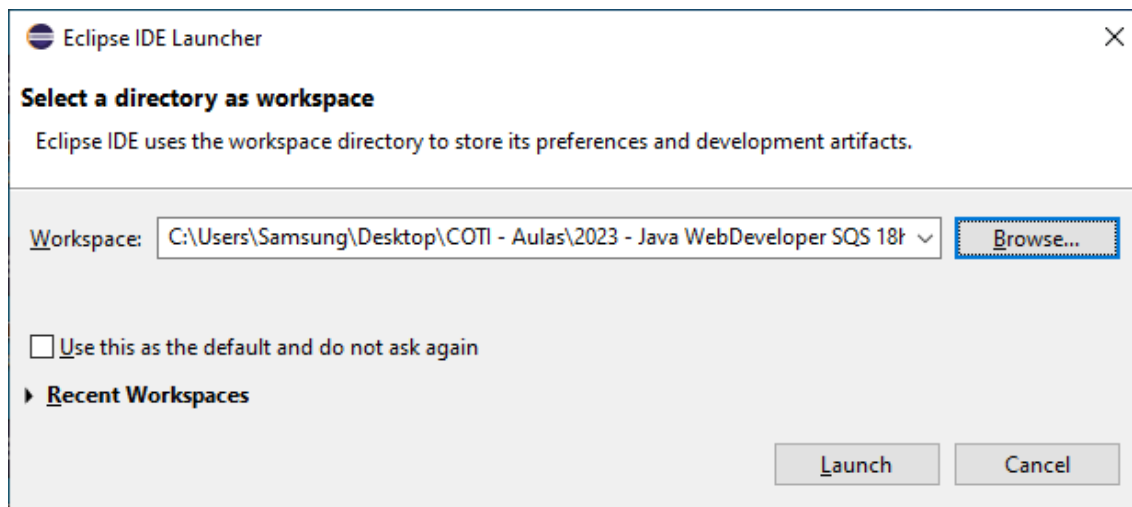 Eclipse IDE Launcher
Select a directory as workspace
Eclipse IDE uses the workspace directory to store its preferences and development artifacts.
Workspace: C:\Users\Samsung\Desktop\COTI - Aulas\2023 - Java WebDeveloper SQS 18h Browse...
Use this as the default and do not ask again
Recent Workspaces
Launch Cancel